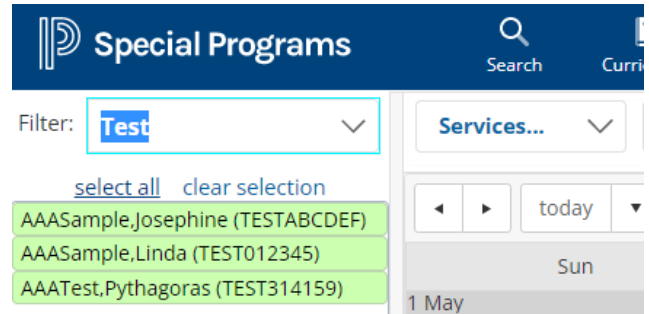 Special Programs
Search
Filter:
Test
Services...
select all clear selection
AAASample,Josephine (TESTABCDEF)
AAASample,Linda (TEST012345)
AAATest,Pythagoras (TEST314159)
today
Sun
1 May